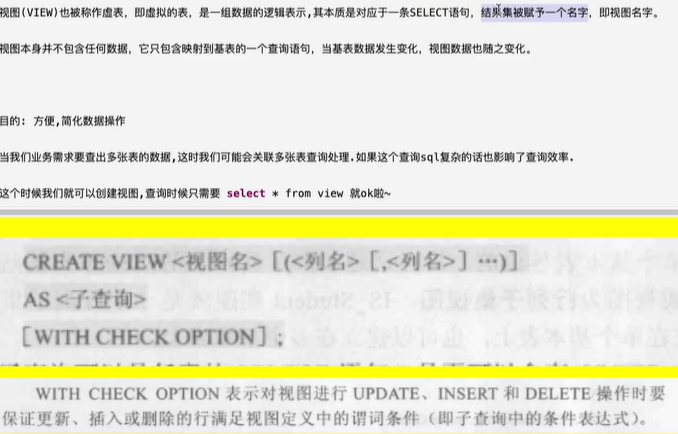 视图(VIEW)也被称作虚表，即虚拟的表，是一组数据的逻辑表示,其本质是对应于一条SELECT语句，结果集被赋予一个名字，即视图名字。
视图本身并不包含任何数据，它只包含映射到基表的一个查询语句，当基表数据发生变化，视图数据也随之变化。
目的: 方便,简化数据操作
当我们业务需求要查出多张表的数据,这时我们可能会关联多张表查询处理.如果这个查询sql复杂的话也影响了查询效率.
这个时候我们就可以创建视图,查询时候只需要 select * from view 就ok啦~
CREATE VIEW <视图名> [(<列名> [,<列名>] …)]
AS <子查询>
[WITH CHECK OPTION];
WITH CHECK OPTION 表示对视图进行 UPDATE、INSERT 和 DELETE 操作时要
保证更新、插入或删除的行满足视图定义中的谓词条件（即子查询中的条件表达式）。